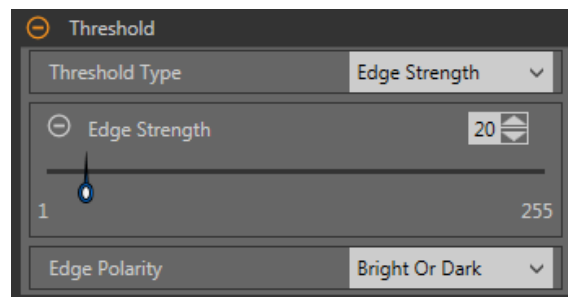 Threshold
Threshold Type Edge Strength
Edge Strength 20
1 255
Edge Polarity Bright Or Dark